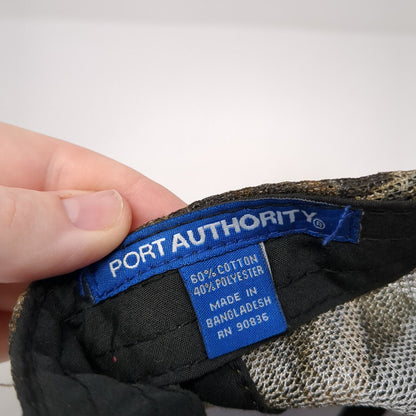 PORT AUTHORITY®
60% COTTON
40% POLYESTER
MADE IN
BANGLADESH
RN 90836